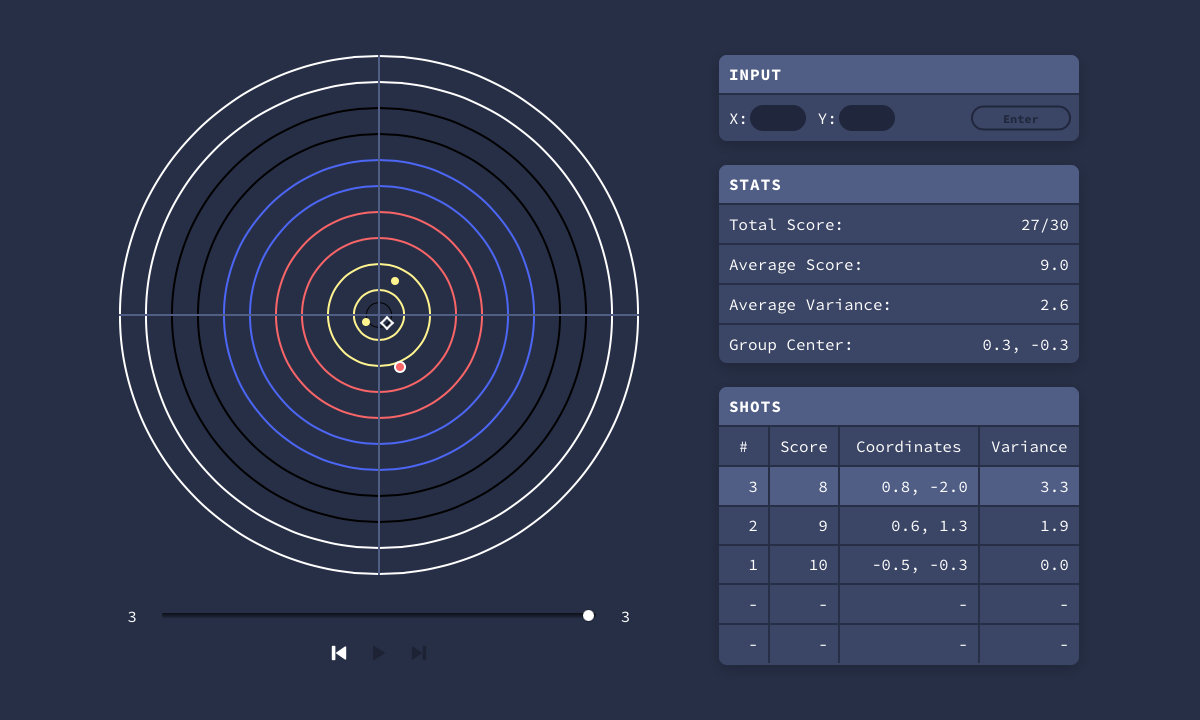 INPUT
X: Y: Enter
STATS
Total Score: 27/30
Average Score: 9.0
Average Variance: 2.6
Group Center: 0.3, -0.3
SHOTS
# Score Coordinates Variance
3 8 0.8, -2.0 3.3
2 9 0.6, 1.3 1.9
1 10 -0.5, -0.3 0.0
- - - -
- - - -
3 3